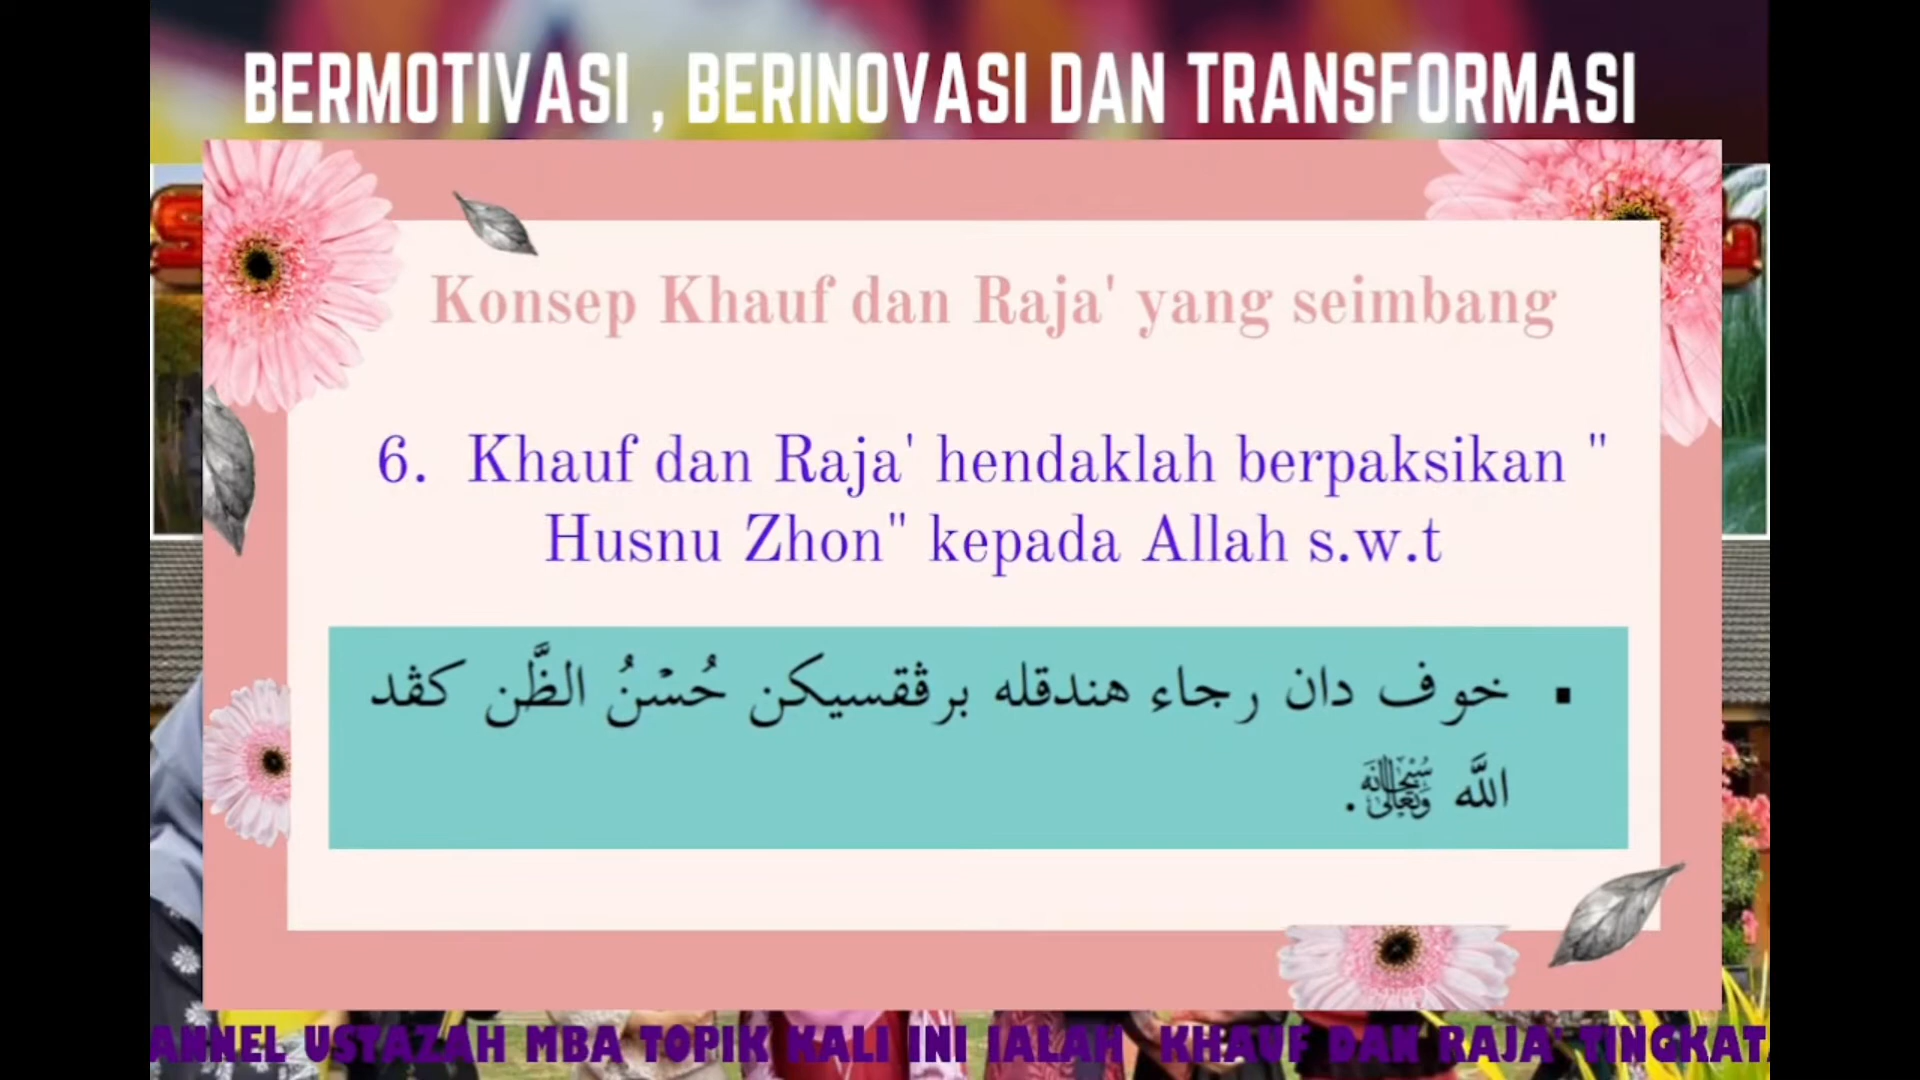 BERMOTIVASI , BERINOVASI DAN TRANSFORMASI
Konsep Khauf dan Raja' yang seimbang
6. Khauf dan Raja' hendaklah berpaksikan "
Husnu Zhon" kepada Allah s.w.t
▪ خوف دان رجاء هندقله برڤقسيکن حُسْنُ الظَّن کڤد
اللَّه سُبْحَانَهُ وَتَعَالَىٰ.
ANNEL USTAZAH MBA TOPIK KALI INI IALAH KHAUF DAN RAJA' TINGKAT